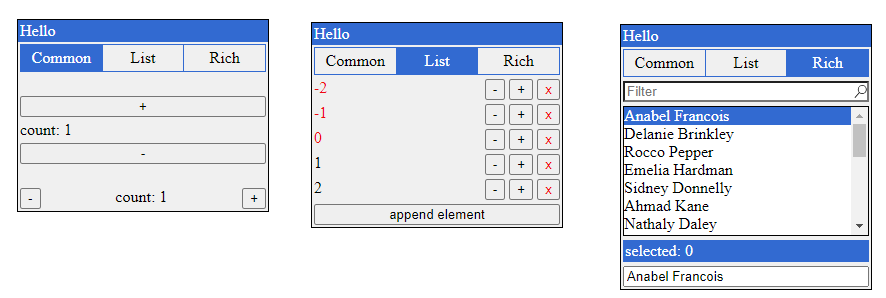 Hello
Common List Rich
+
count: 1
-
- count: 1 +
Hello
Common List Rich
-2 - + x
-1 - + x
0 - + x
1 - + x
2 - + x
append element
Hello
Common List Rich
Filter
Anabel Francois
Delanie Brinkley
Rocco Pepper
Emelia Hardman
Sidney Donnelly
Ahmad Kane
Nathaly Daley
selected: 0
Anabel Francois